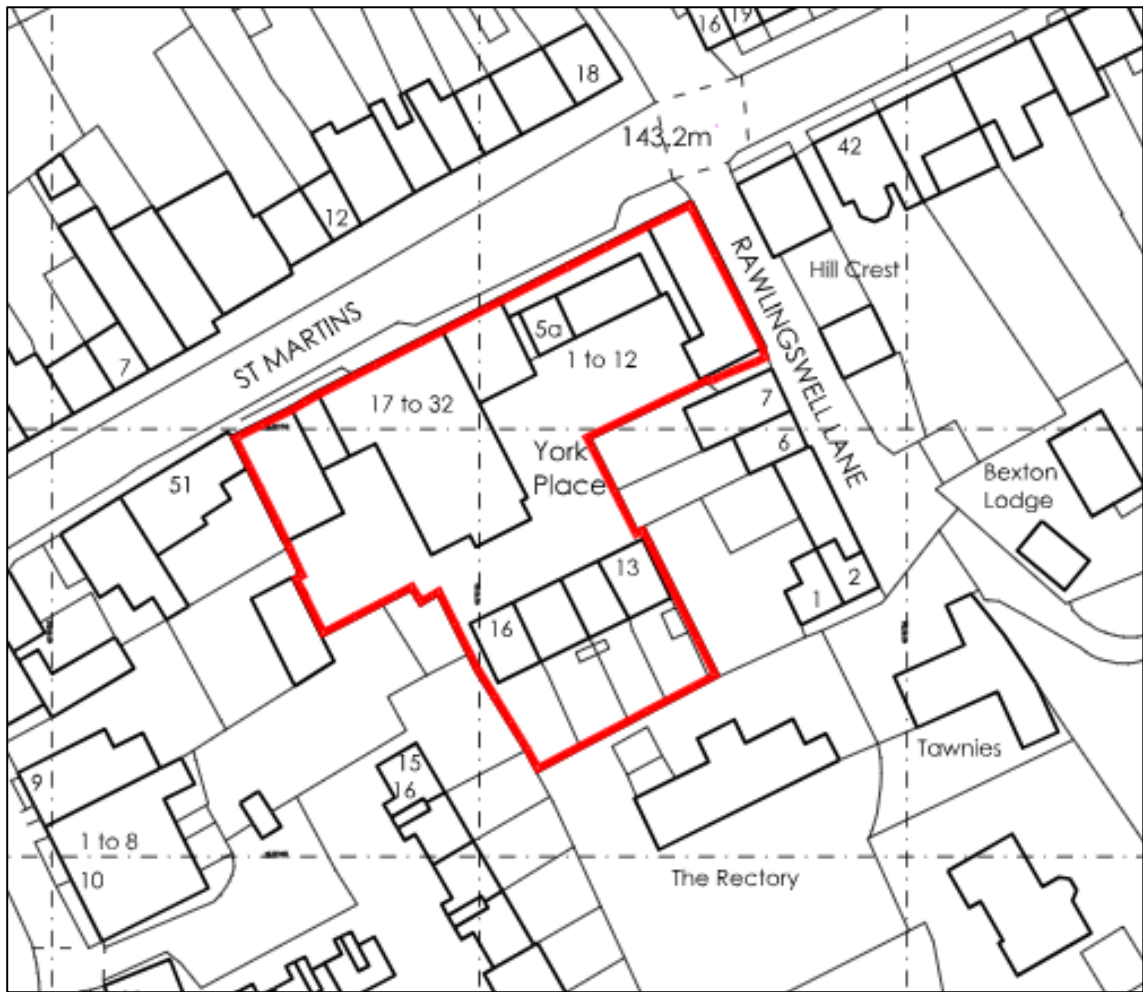 16
19
18
143.2m
42
12
Hill Crest
RAWLINGSWELL LANE
ST MARTINS
5a
1 to 12
7
17 to 32
7
6
York
Place
51
Bexton
Lodge
13
16
1
2
Tawnies
15
16
9
1 to 8
10
The Rectory